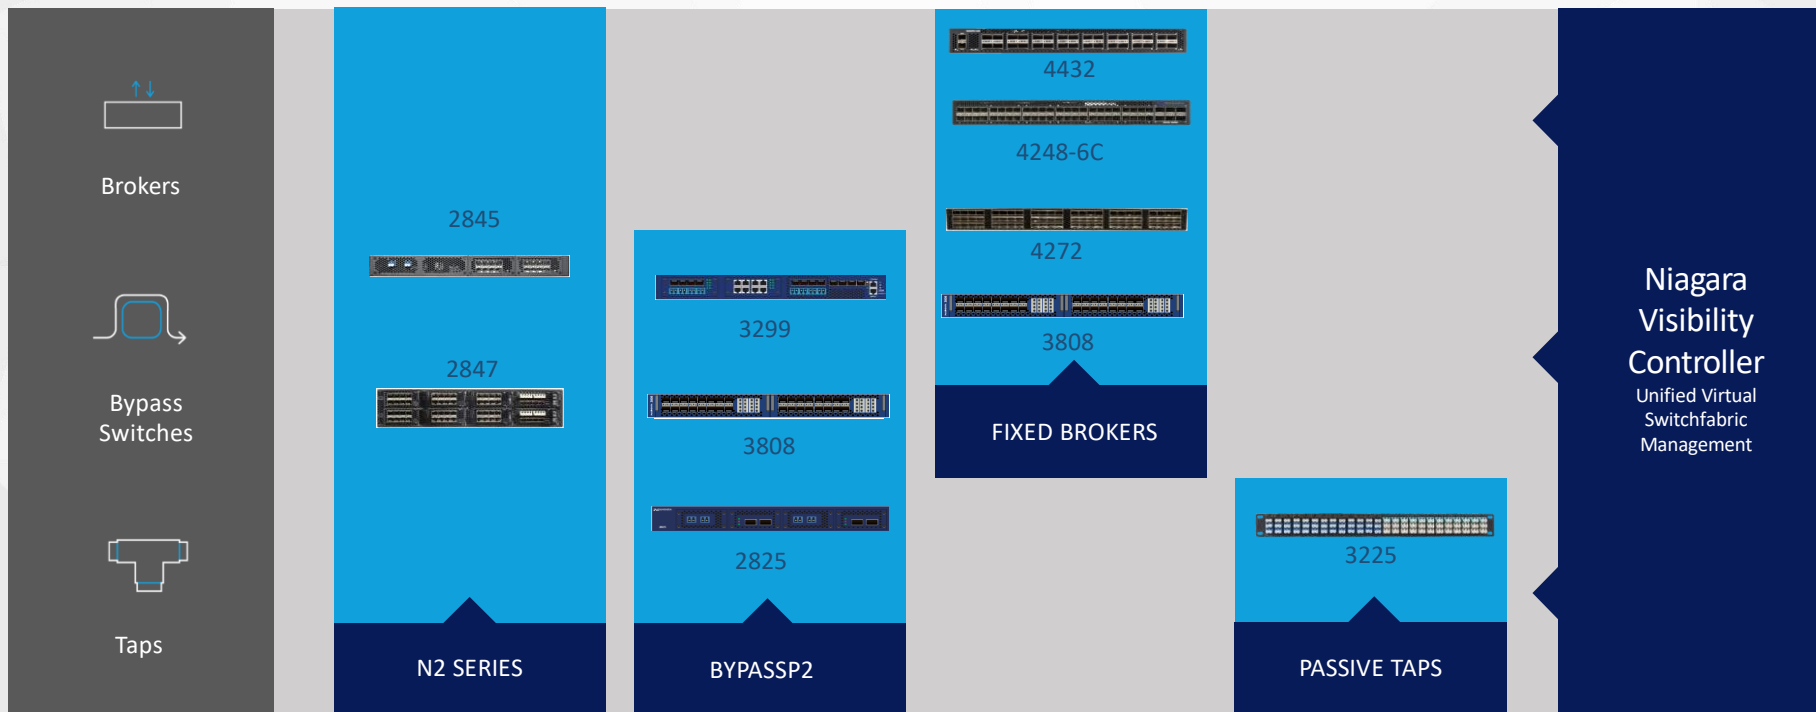 Brokers
Bypass
Switches
Taps
2845
2847
N2 SERIES
3299
3808
2825
BYPASSP2
4432
4248-6C
4272
3808
FIXED BROKERS
3225
PASSIVE TAPS
Niagara
Visibility
Controller
Unified Virtual
Switchfabric
Management